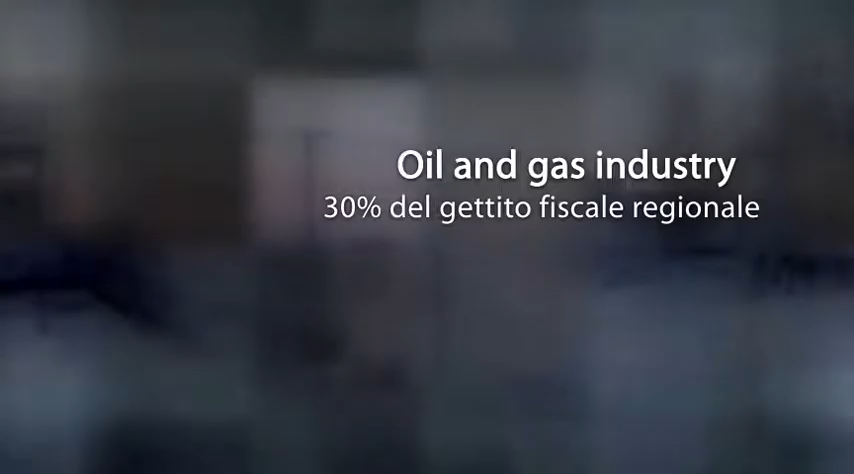 Oil and gas industry
30% del gettito fiscale regionale